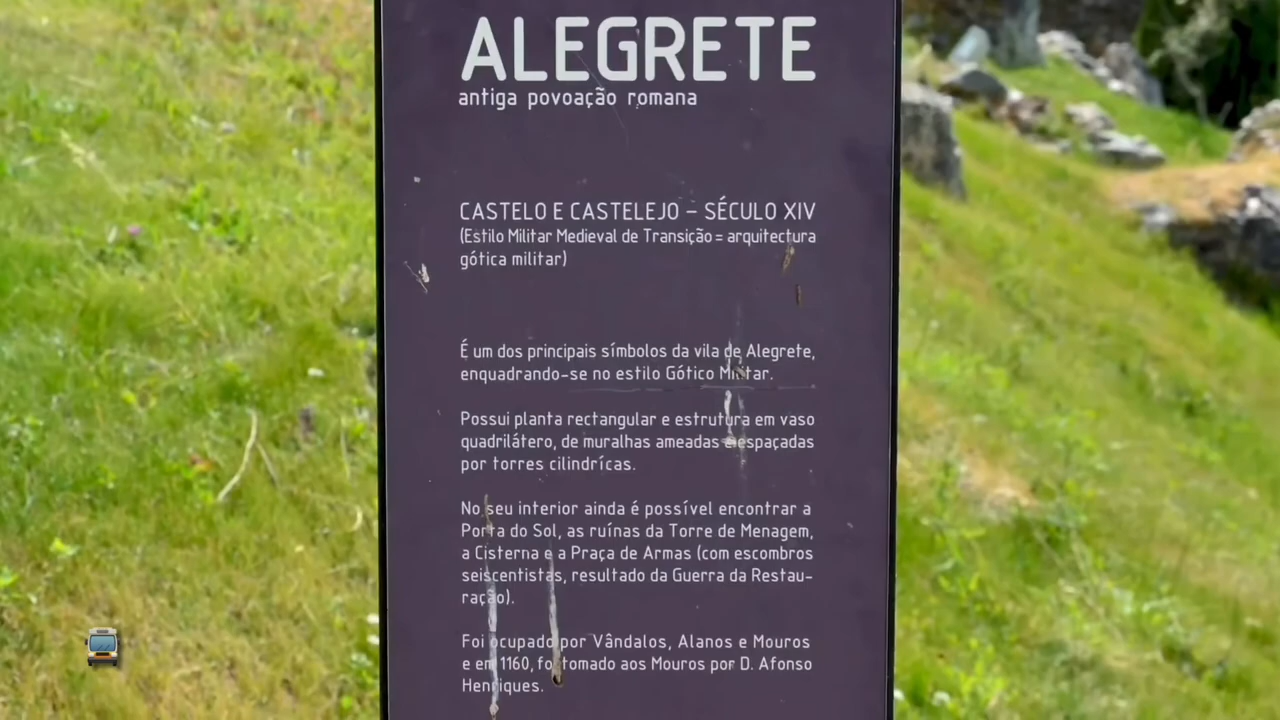 ALEGRETE
antiga povoação romana
CASTELO E CASTELEJO – SÉCULO XIV
(Estilo Militar Medieval de Transição = arquitectura
gótica militar)
É um dos principais símbolos da vila de Alegrete,
enquadrando-se no estilo Gótico Militar.
Possui planta rectangular e estrutura em vaso
quadrilátero, de muralhas ameadas e espaçadas
por torres cilindrícas.
No seu interior ainda é possível encontrar a
Porta do Sol, as ruínas da Torre de Menagem,
a Cisterna e a Praça de Armas (com escombros
seiscentistas, resultado da Guerra da Restau-
ração).
Foi ocupado por Vândalos, Alanos e Mouros
e em 1160, foi tomado aos Mouros por D. Afonso
Henriques.